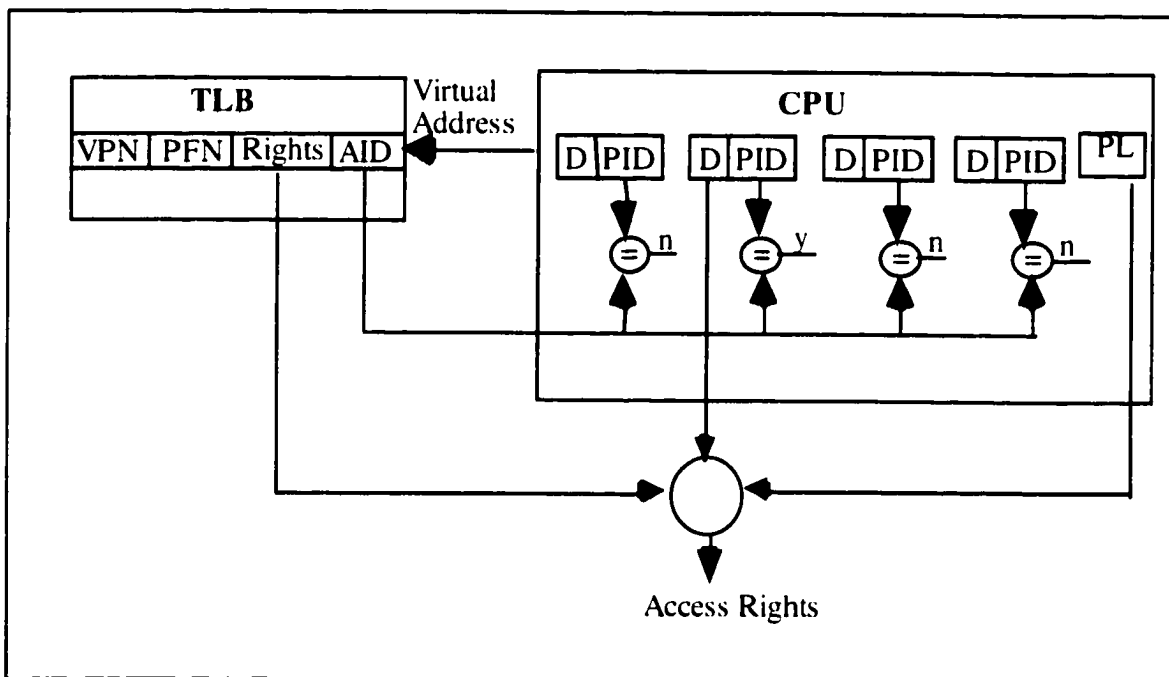 TLB
VPN PFN Rights AID
Virtual
Address
CPU
D PID D PID D PID D PID PL
= n = y = n = n
Access Rights